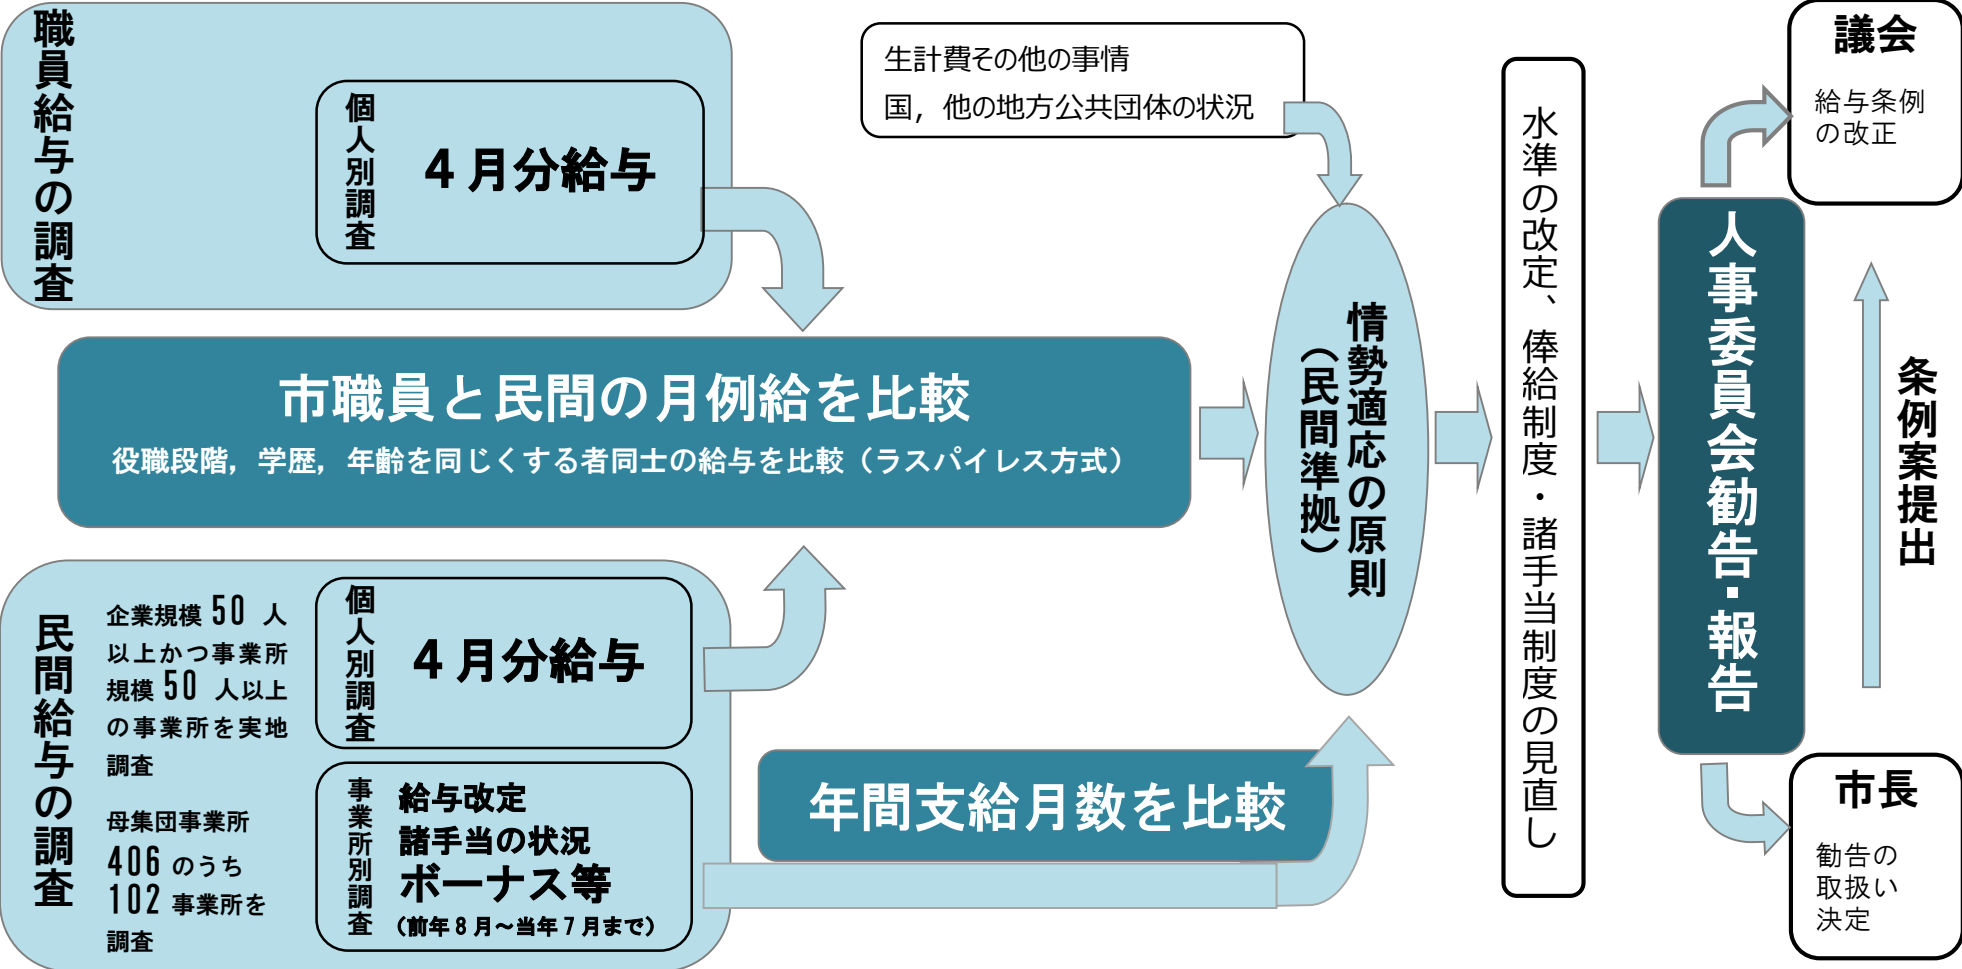 職員給与の調査
個人別調査
４月分給与
生計費その他の事情
国，他の地方公共団体の状況
市職員と民間の月例給を比較
役職段階，学歴，年齢を同じくする者同士の給与を比較（ラスパイレス方式）
民間給与の調査
企業規模 50 人
以上かつ事業所
規模 50 人以上
の事業所を実地
調査
母集団事業所
406 のうち
102 事業所を
調査
個人別調査
４月分給与
事業所別調査
給与改定
諸手当の状況
ボーナス等
（前年８月～当年７月まで）
年間支給月数を比較
情勢適応の原則
（民間準拠）
水準の改定、俸給制度・諸手当制度の見直し
人事委員会勧告・報告
議会
給与条例
の改正
条例案提出
市長
勧告の
取扱い
決定